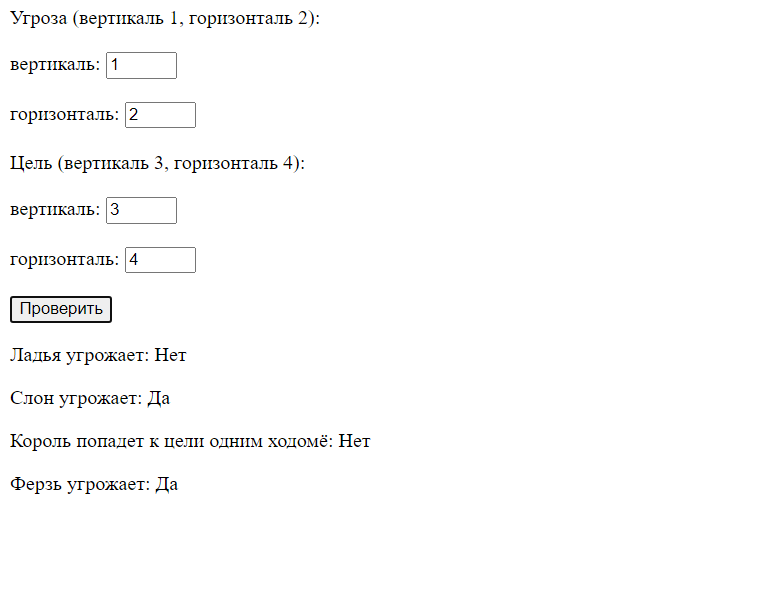 Угроза (вертикаль 1, горизонталь 2):
вертикаль: 1
горизонталь: 2
Цель (вертикаль 3, горизонталь 4):
вертикаль: 3
горизонталь: 4
Проверить
Ладья угрожает: Нет
Слон угрожает: Да
Король попадет к цели одним ходомё: Нет
Ферзь угрожает: Да